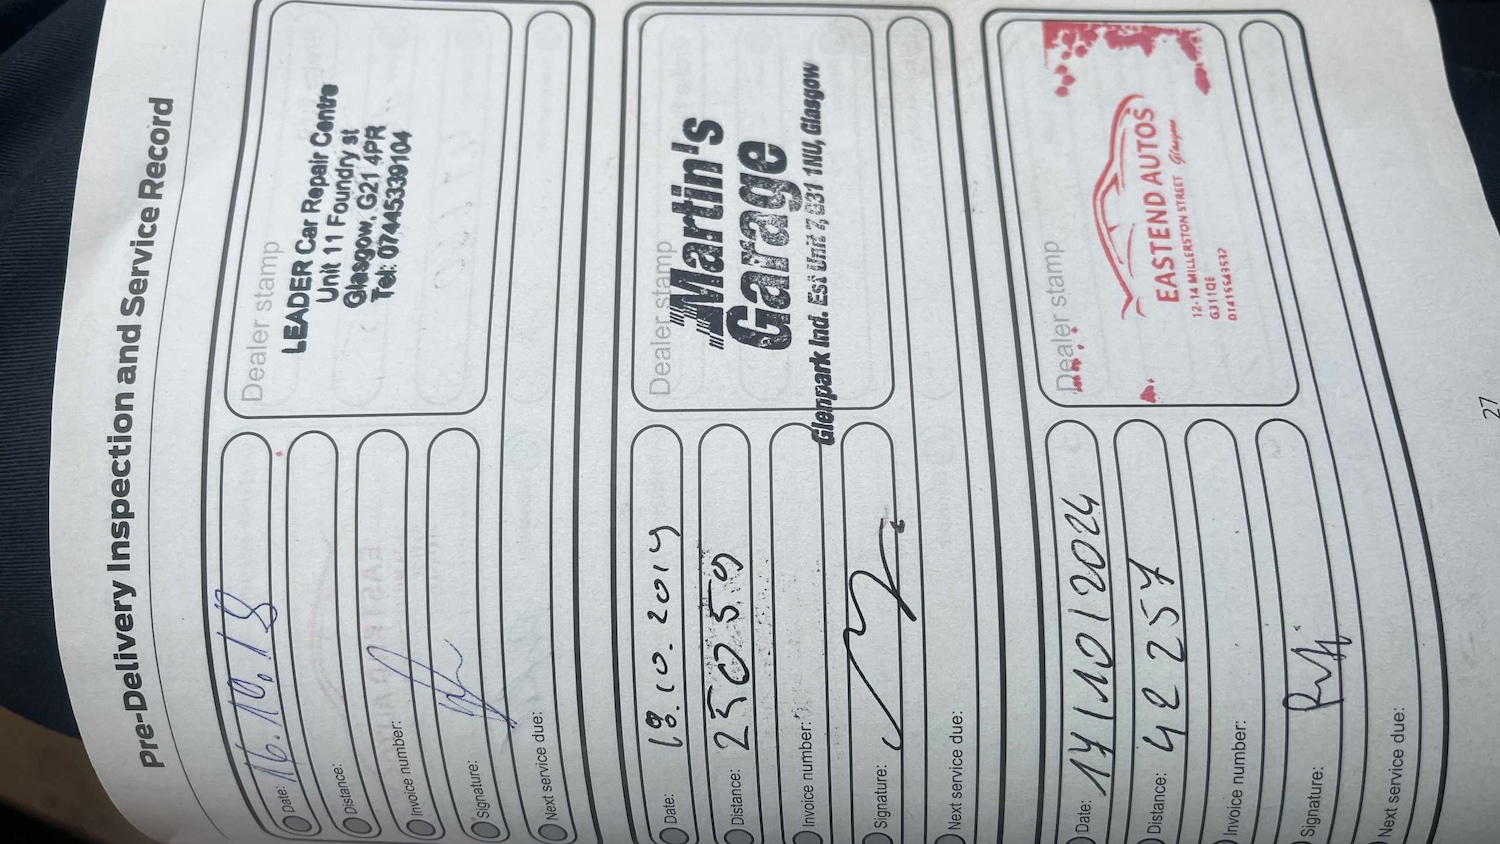 Pre-Delivery Inspection and Service Record
Date: 16.10.18
Distance:
Invoice number:
Signature:
Next service due:
Dealer stamp
LEADER Car Repair Centre
Unit 11 Foundry st
Glasgow, G21 4PR
Tel: 07445339104
Date: 18.10.2019
Distance: 25059
Invoice number:
Signature:
Next service due:
Dealer stamp
Martin's
Garage
Glenpark Ind. Est Unit 7, G31 1NU, Glasgow
Date: 17/10/2024
Distance: 42257
Invoice number:
Signature:
Next service due:
Dealer stamp
EASTEND AUTOS
12-14 MILLERSTON STREET Glasgow
G311QE
01415543532
27